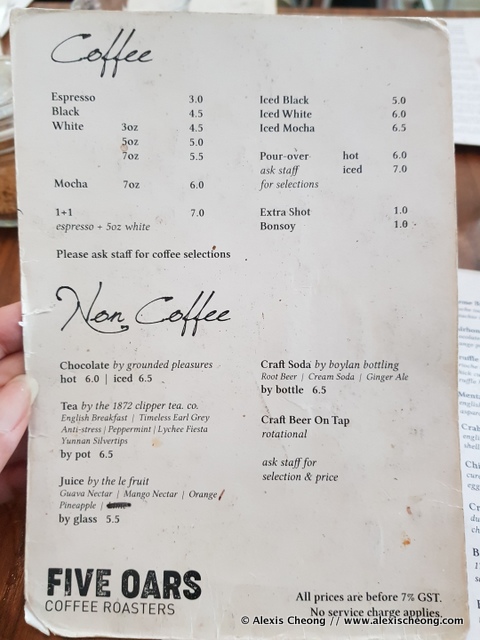 Coffee
Espresso 3.0
Black 4.5
White 3oz 4.5
5oz 5.0
7oz 5.5
Mocha 7oz 6.0
1+1 7.0
espresso + 5oz white
Iced Black 5.0
Iced White 6.0
Iced Mocha 6.5
Pour-over hot 6.0
ask staff iced 7.0
for selections
Extra Shot 1.0
Bonsoy 1.0
Please ask staff for coffee selections
Non Coffee
Chocolate by grounded pleasures
hot 6.0 | iced 6.5
Tea by the 1872 clipper tea co.
English Breakfast | Timeless Earl Grey
Anti-stress | Peppermint | Lychee Fiesta
Yunnan Silvertips
by pot 6.5
Juice by the le fruit
Guava Nectar | Mango Nectar | Orange
Pineapple |
by glass 5.5
Craft Soda by boylan bottling
Root Beer | Cream Soda | Ginger Ale
by bottle 6.5
Craft Beer On Tap
rotational
ask staff for
selection & price
FIVE OARS
COFFEE ROASTERS
All prices are before 7% GST.
No service charge applies.
© Alexis Cheong // www.alexischeong.com